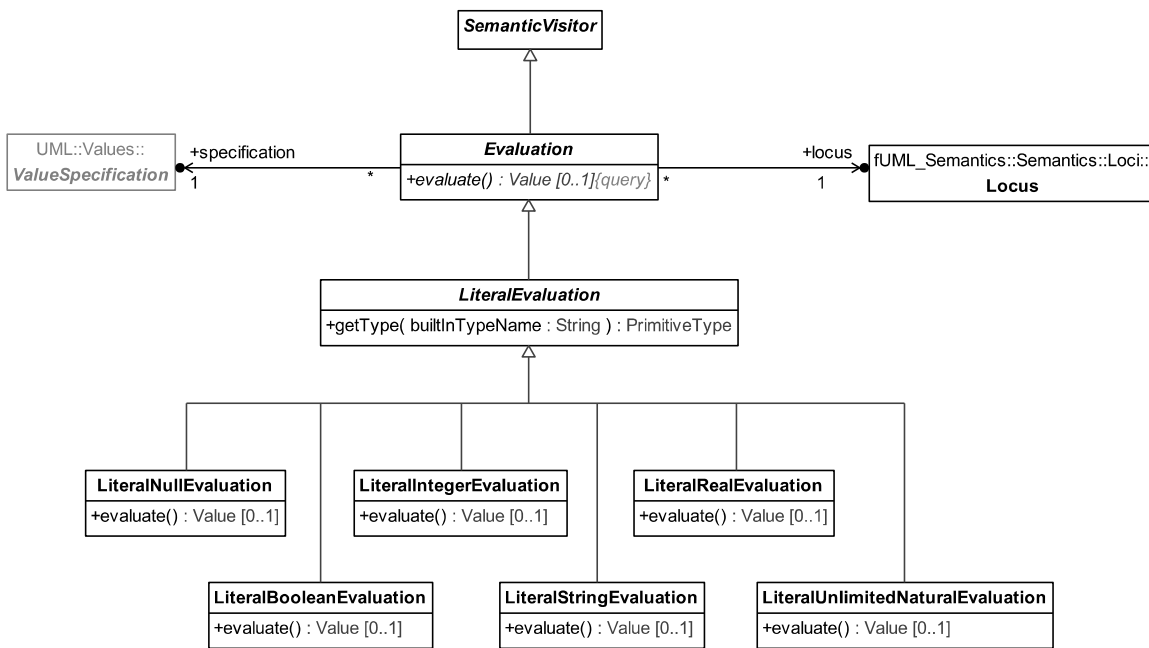 SemanticVisitor
UML::Values::
ValueSpecification
+specification
1
*
Evaluation
+evaluate() : Value [0..1]{query}
*
+locus
1
fUML_Semantics::Semantics::Loci::
Locus
LiteralEvaluation
+getType( builtInTypeName : String ) : PrimitiveType
LiteralNullEvaluation
+evaluate() : Value [0..1]
LiteralIntegerEvaluation
+evaluate() : Value [0..1]
LiteralRealEvaluation
+evaluate() : Value [0..1]
LiteralBooleanEvaluation
+evaluate() : Value [0..1]
LiteralStringEvaluation
+evaluate() : Value [0..1]
LiteralUnlimitedNaturalEvaluation
+evaluate() : Value [0..1]